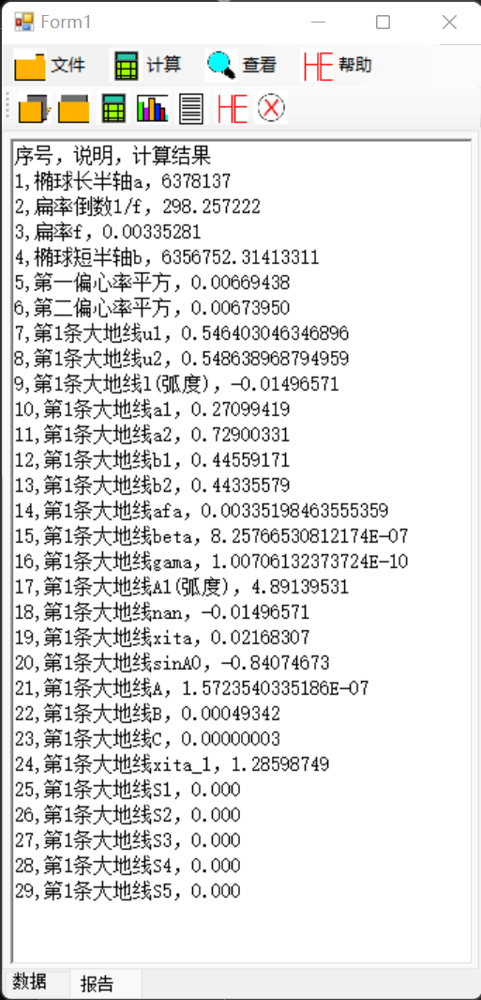 Form1
文件 计算 查看 HE 帮助
HE
序号，说明，计算结果
1,椭球长半轴a，6378137
2,扁率倒数1/f，298.257222
3,扁率f，0.00335281
4,椭球短半轴b，6356752.31413311
5,第一偏心率平方，0.00669438
6,第二偏心率平方，0.00673950
7,第1条大地线u1，0.546403046346896
8,第1条大地线u2，0.548638968794959
9,第1条大地线l(弧度)，-0.01496571
10,第1条大地线a1，0.27099419
11,第1条大地线a2，0.72900331
12,第1条大地线b1，0.44559171
13,第1条大地线b2，0.44335579
14,第1条大地线afa，0.00335198463555359
15,第1条大地线beta，8.25766530812174E-07
16,第1条大地线gama，1.00706132373724E-10
17,第1条大地线A1(弧度)，4.89139531
18,第1条大地线nan，-0.01496571
19,第1条大地线xita，0.02168307
20,第1条大地线sinA0，-0.84074673
21,第1条大地线A，1.5723540335186E-07
22,第1条大地线B，0.00049342
23,第1条大地线C，0.00000003
24,第1条大地线xita_1，1.28598749
25,第1条大地线S1，0.000
26,第1条大地线S2，0.000
27,第1条大地线S3，0.000
28,第1条大地线S4，0.000
29,第1条大地线S5，0.000
数据 报告